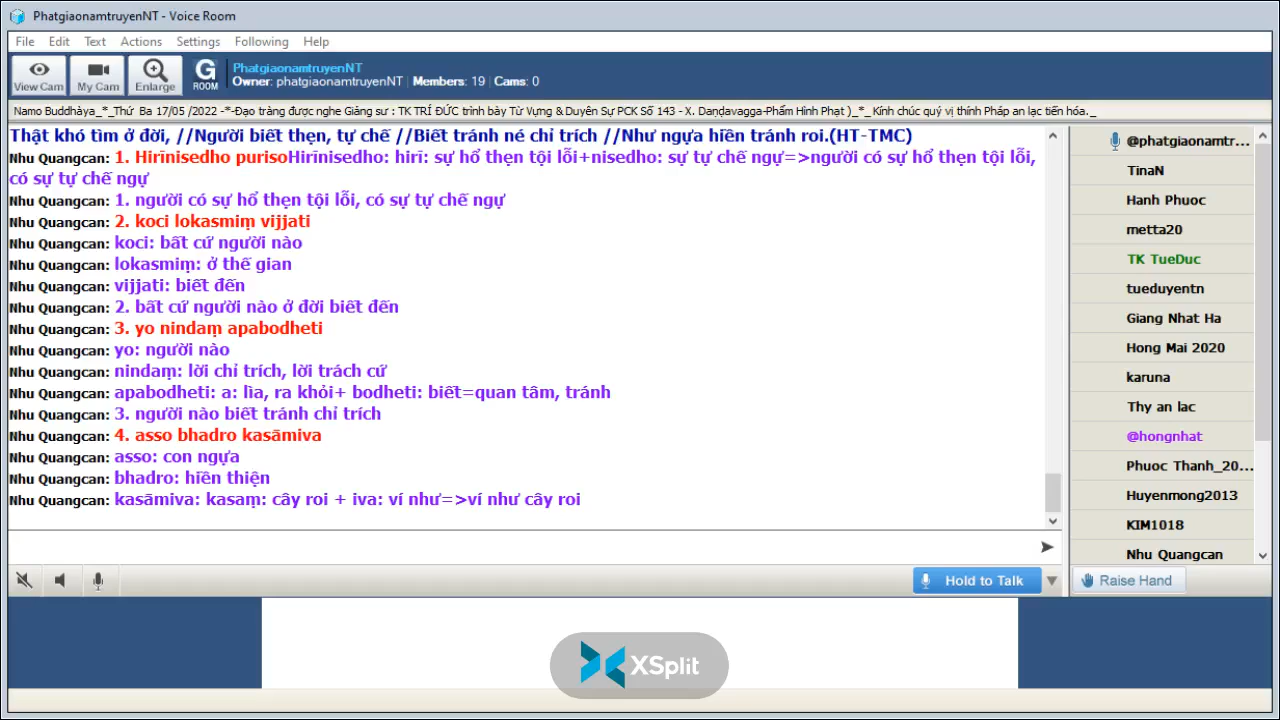 PhatgiaonamtruyenNT - Voice Room
File Edit Text Actions Settings Following Help
View Cam My Cam Enlarge G ROOM
PhatgiaonamtruyenNT
Owner: phatgiaonamtruyenNT | Members: 19 | Cams: 0
Namo Buddhàya_*_Thứ Ba 17/05 /2022 -*-Đạo tràng được nghe Giảng sư : TK TRÍ ĐỨC trình bày Từ Vựng & Duyên Sự PCK Số 143 - X. Daṇḍavagga-Phẩm Hình Phạt )_*_ Kính chúc quý vị thính Pháp an lạc tiến hóa._
Thật khó tìm ở đời, //Người biết thẹn, tự chế //Biết tránh né chỉ trích //Như ngựa hiền tránh roi.(HT-TMC)
Nhu Quangcan: 1. Hirīnisedho purisoHirīnisedho: hirī: sự hổ thẹn tội lỗi+nisedho: sự tự chế ngự=>người có sự hổ thẹn tội lỗi,
có sự tự chế ngự
Nhu Quangcan: 1. người có sự hổ thẹn tội lỗi, có sự tự chế ngự
Nhu Quangcan: 2. koci lokasmiṃ vijjati
Nhu Quangcan: koci: bất cứ người nào
Nhu Quangcan: lokasmiṃ: ở thế gian
Nhu Quangcan: vijjati: biết đến
Nhu Quangcan: 2. bất cứ người nào ở đời biết đến
Nhu Quangcan: 3. yo nindaṃ apabodheti
Nhu Quangcan: yo: người nào
Nhu Quangcan: nindaṃ: lời chỉ trích, lời trách cứ
Nhu Quangcan: apabodheti: a: lìa, ra khỏi+ bodheti: biết=quan tâm, tránh
Nhu Quangcan: 3. người nào biết tránh chỉ trích
Nhu Quangcan: 4. asso bhadro kasāmiva
Nhu Quangcan: asso: con ngựa
Nhu Quangcan: bhadro: hiền thiện
Nhu Quangcan: kasāmiva: kasaṃ: cây roi + iva: ví như=>ví như cây roi
@phatgiaonamtr...
TinaN
Hanh Phuoc
metta20
TK TueDuc
tueduyentn
Giang Nhat Ha
Hong Mai 2020
karuna
Thy an lac
@hongnhat
Phuoc Thanh_20...
Huyenmong2013
KIM1018
Nhu Quangcan
Hold to Talk
Raise Hand
XSplit